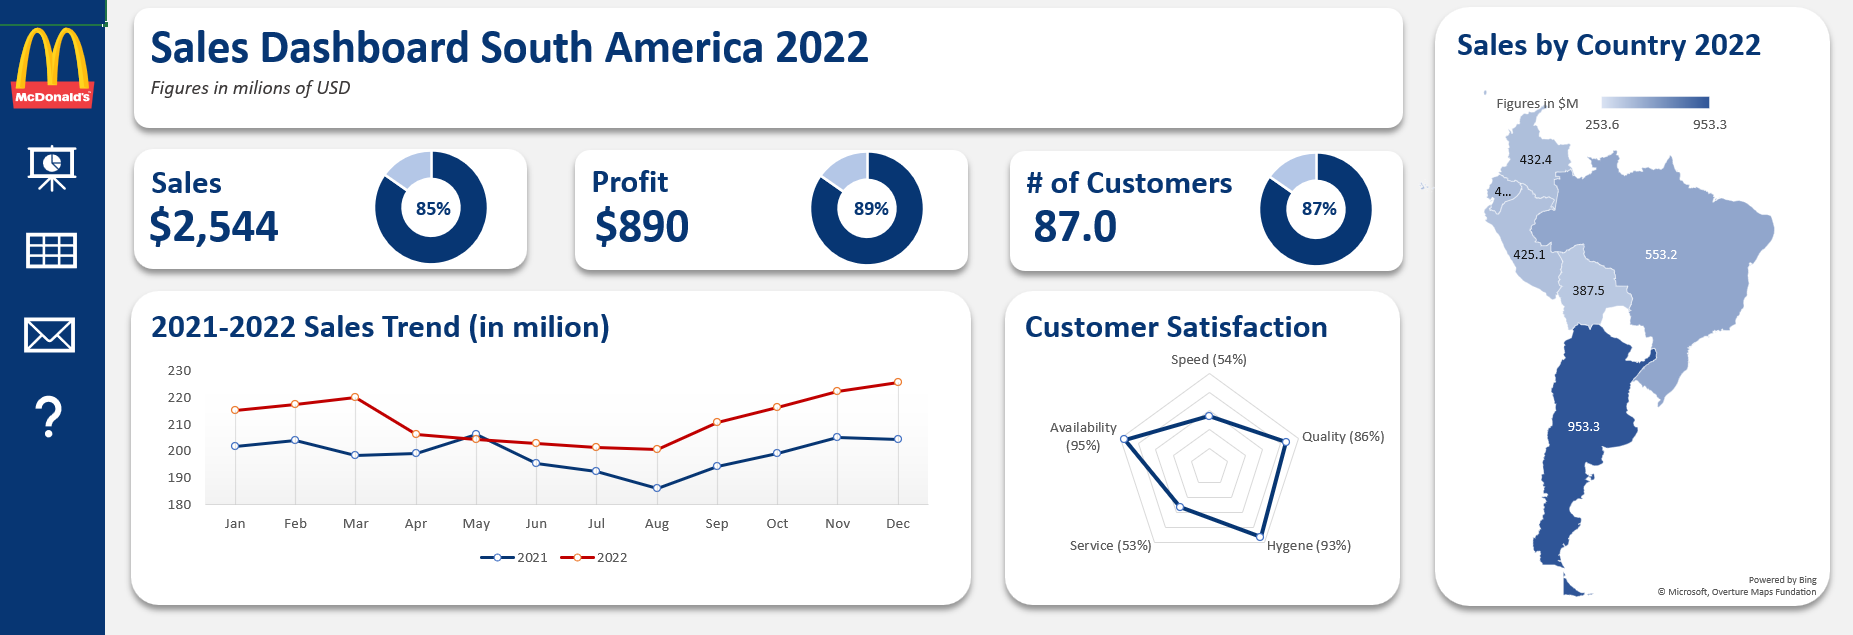 McDonald's
Sales Dashboard South America 2022
Figures in milions of USD
Sales
$2,544
85%
Profit
$890
89%
# of Customers
87.0
87%
2021-2022 Sales Trend (in milion)
230
220
210
200
190
180
Jan Feb Mar Apr May Jun Jul Aug Sep Oct Nov Dec
2021 2022
Customer Satisfaction
Speed (54%)
Quality (86%)
Hygene (93%)
Service (53%)
Availability
(95%)
Sales by Country 2022
Figures in $M
253.6 953.3
432.4
4...
425.1
553.2
387.5
953.3
Powered by Bing
© Microsoft, Overture Maps Fundation